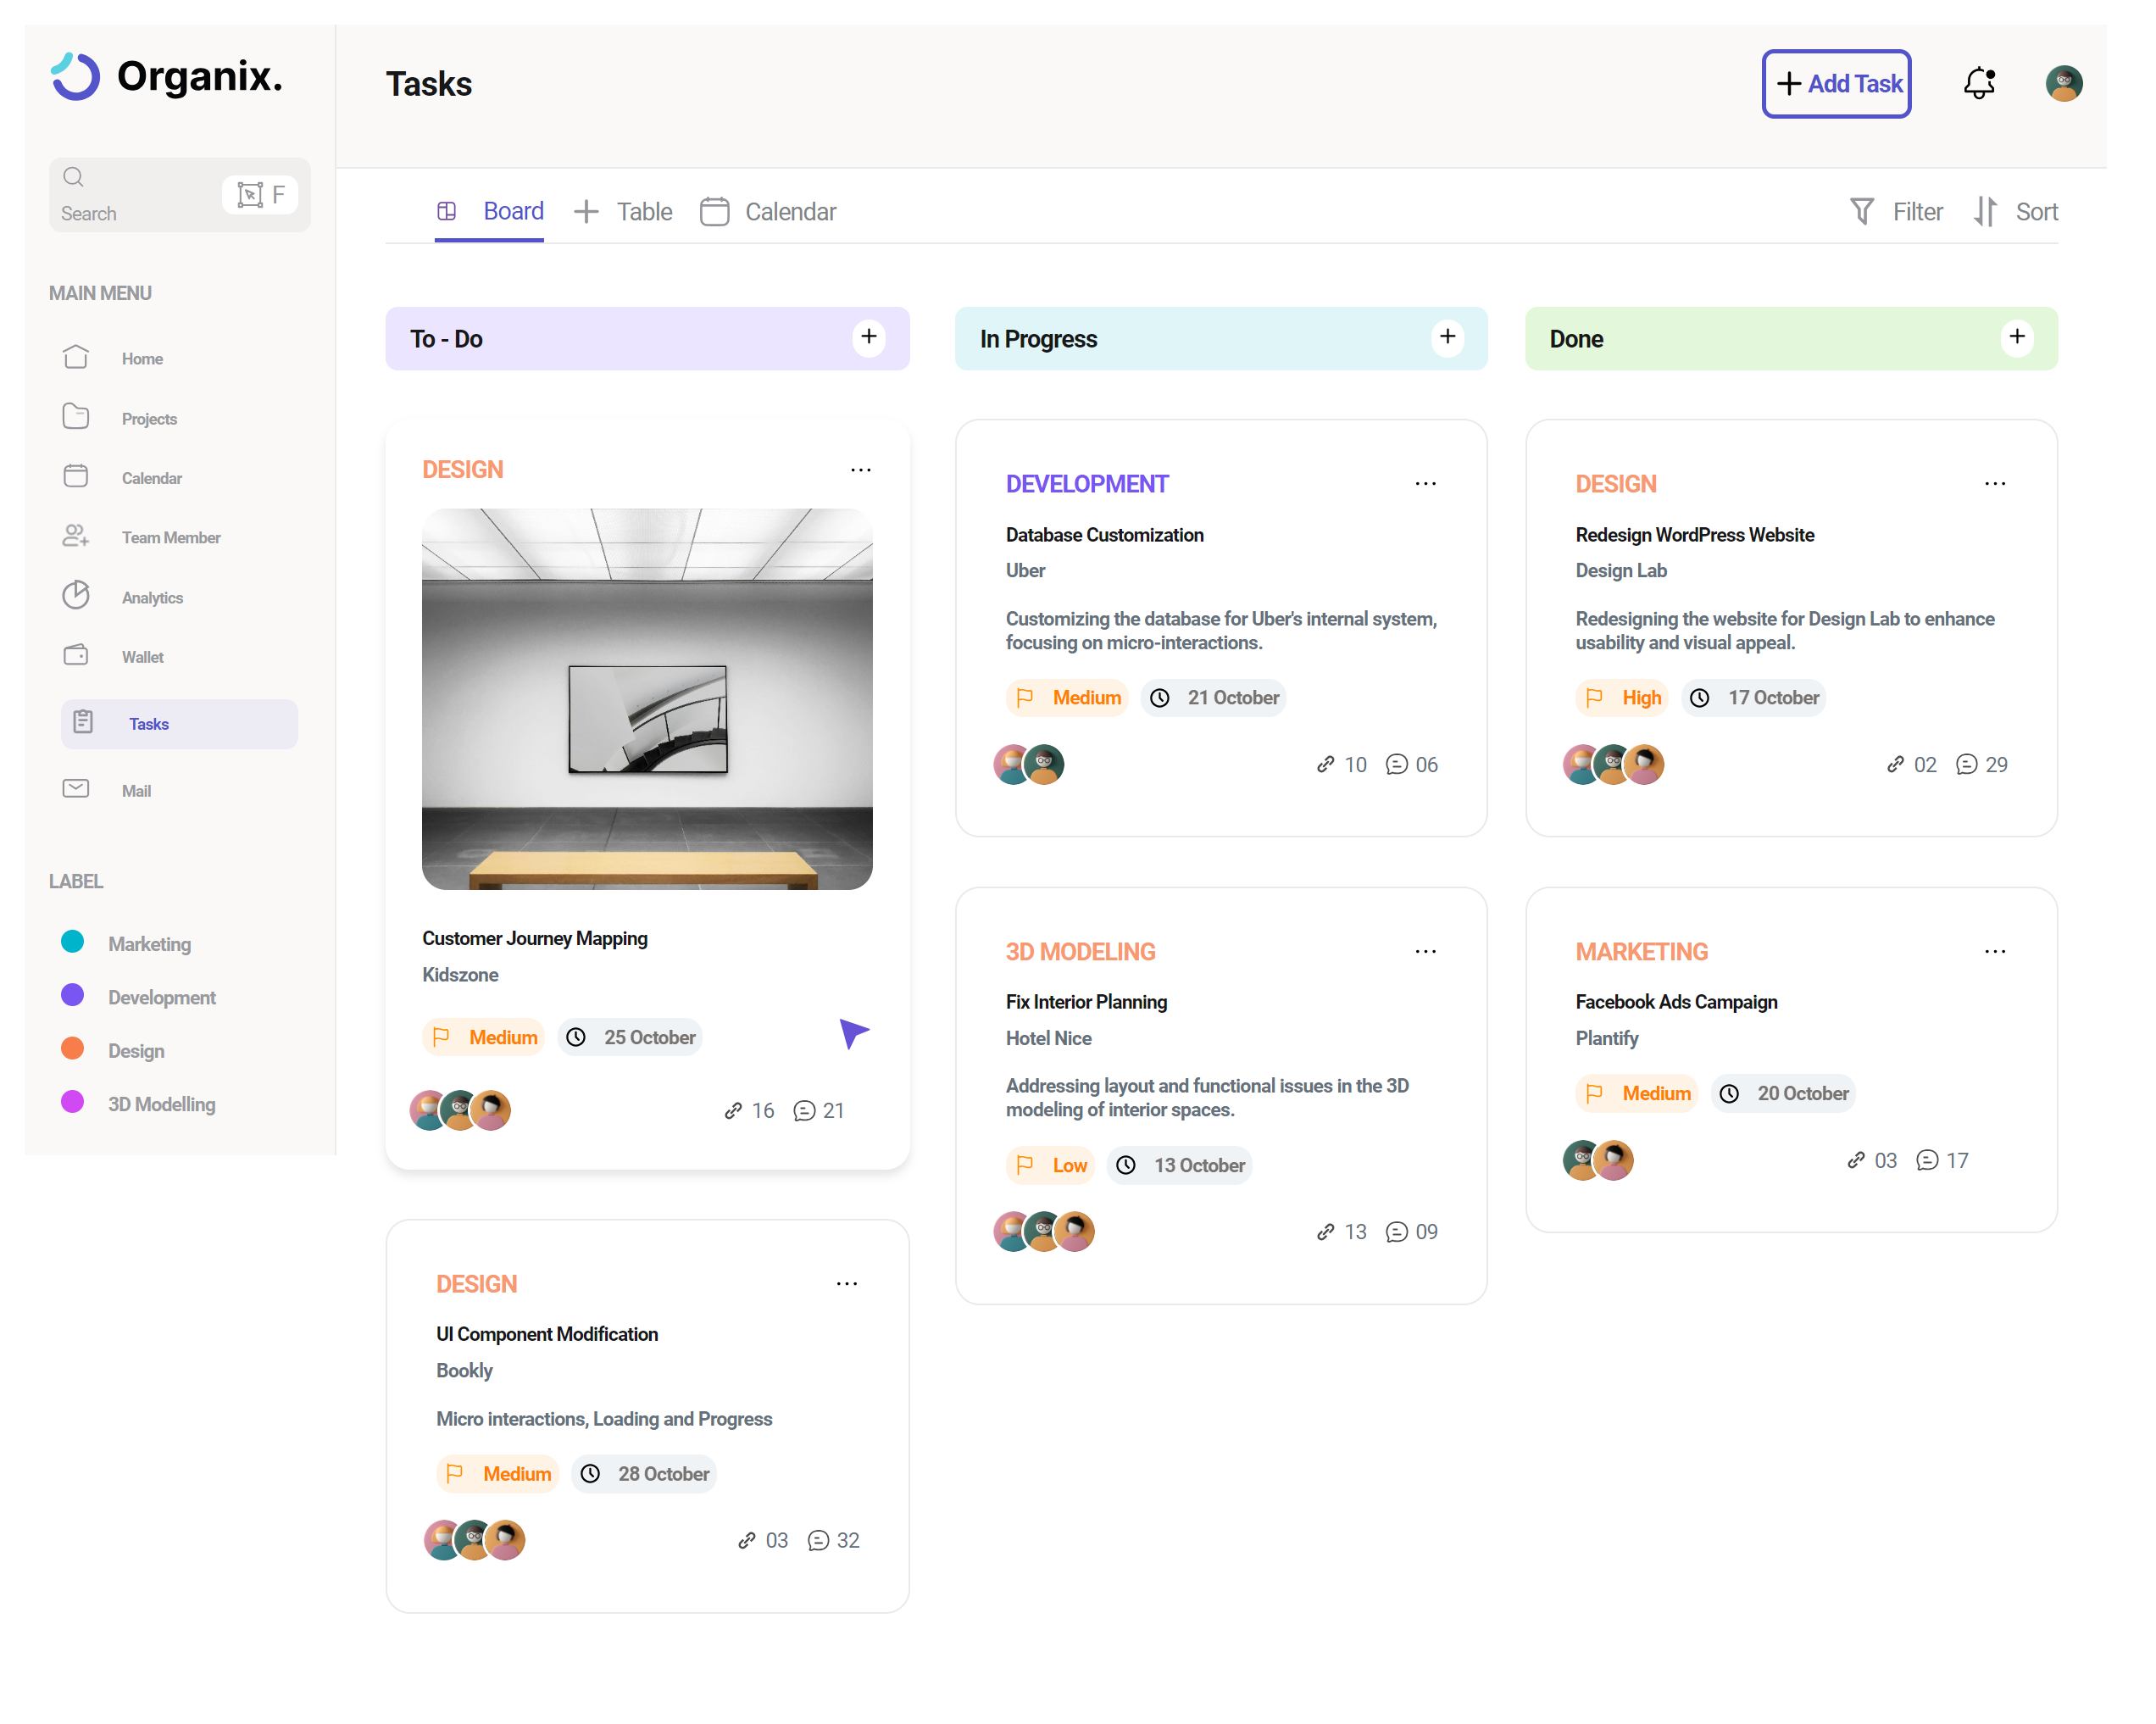 Organix.
Search
F
MAIN MENU
Home
Projects
Calendar
Team Member
Analytics
Wallet
Tasks
Mail
LABEL
Marketing
Development
Design
3D Modelling
Tasks
Add Task
Board
Table
Calendar
Filter
Sort
To - Do
DESIGN
Customer Journey Mapping
Kidszone
Medium
25 October
16
21
DESIGN
UI Component Modification
Bookly
Micro interactions, Loading and Progress
Medium
28 October
03
32
In Progress
DEVELOPMENT
Database Customization
Uber
Customizing the database for Uber's internal system,
focusing on micro-interactions.
Medium
21 October
10
06
3D MODELING
Fix Interior Planning
Hotel Nice
Addressing layout and functional issues in the 3D
modeling of interior spaces.
Low
13 October
13
09
Done
DESIGN
Redesign WordPress Website
Design Lab
Redesigning the website for Design Lab to enhance
usability and visual appeal.
High
17 October
02
29
MARKETING
Facebook Ads Campaign
Plantify
Medium
20 October
03
17